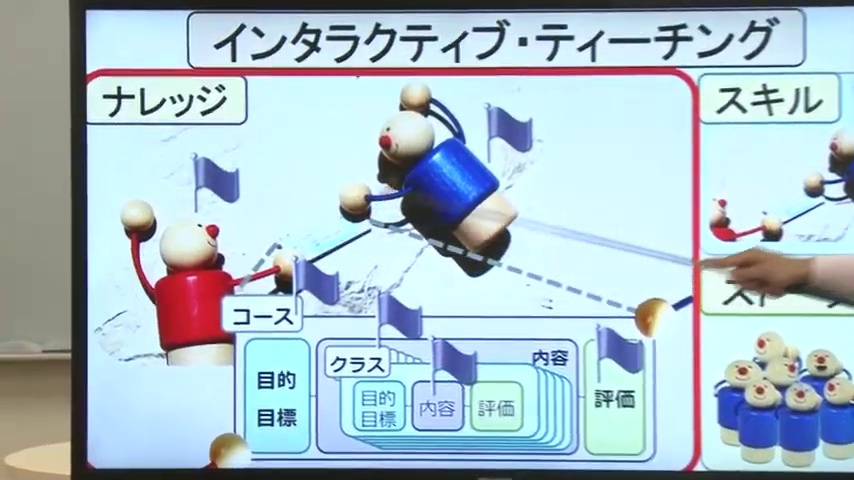 インタラクティブ・ティーチング
ナレッジ
スキル
コース
クラス
内容
目的
目標
目的
目標
内容
評価
評価